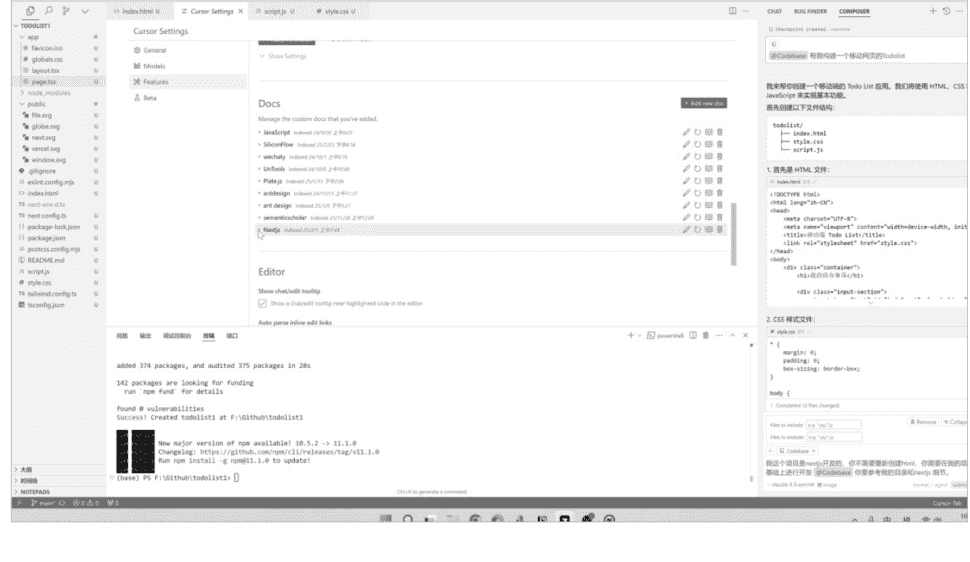 index.html U
Cursor Settings
script.js U
style.css U
CHAT
BUG FINDER
COMPOSER
TODOLIST1
app
favicon.ico
globals.css U
layout.tsx U
page.tsx U
node_modules
public
file.svg U
globe.svg U
next.svg U
vercel.svg U
window.svg U
.gitignore U
eslint.config.mjs U
index.html U
next-env.d.ts
next.config.ts U
package-lock.json U
package.json U
postcss.config.mjs U
README.md U
script.js U
style.css U
tailwind.config.ts U
tsconfig.json U
大纲
时间线
NOTEPADS
Cursor Settings
General
Models
Features
Beta
Show Settings
Docs
+ Add new doc
Manage the custom docs that you've added.
JavaScript
SiliconFlow
wechaty
UniTools
Plate.js
antdesign
ant design
semanticscholar
Nextjs
Editor
Show chat/edit tooltip
Show a chat/edit tooltip near highlighted code in the editor
Auto parse inline edit links
问题
输出
调试控制台
终端
端口
powershell
added 374 packages, and audited 375 packages in 28s
142 packages are looking for funding
run `npm fund` for details
found 0 vulnerabilities
Success! Created todolist1 at F:\Github\todolist1
New major version of npm available! 10.5.2 -> 11.1.0
Changelog: https://github.com/npm/cli/releases/tag/v11.1.0
Run npm install -g npm@11.1.0 to update!
(base) PS F:\Github\todolist1>
Ctrl+K to generate a command
Checkpoint created. restore
@Codebase 帮我构建一个移动网页的Todolist
我来帮你创建一个移动端的 Todo List 应用。我们将使用 HTML、CSS
JavaScript 来实现基本功能。
首先创建以下文件结构:
todolist/
├── index.html
├── style.css
└── script.js
1. 首先是 HTML 文件:
index.html
<!DOCTYPE html>
<html lang="zh-CN">
<head>
<meta charset="UTF-8">
<meta name="viewport" content="width=device-width, init
<title>移动端 Todo List</title>
<link rel="stylesheet" href="style.css">
</head>
<body>
<div class="container">
<h1>我的待办事项</h1>
<div class="input-section">
2. CSS 样式文件:
style.css
* {
margin: 0;
padding: 0;
box-sizing: border-box;
}
body {
Completed (3 files changed)
Files to include:
Remove
Files to exclude:
Codebase
我这个项目是nextjs开发的，你不需要重新创建html，你需要在我的项
基础上进行开发 @Codebase 你要参考我的目录和nextjs 细节。
claude-3.5-sonnet
image
normal
agent
submit
main*
Cursor Tab